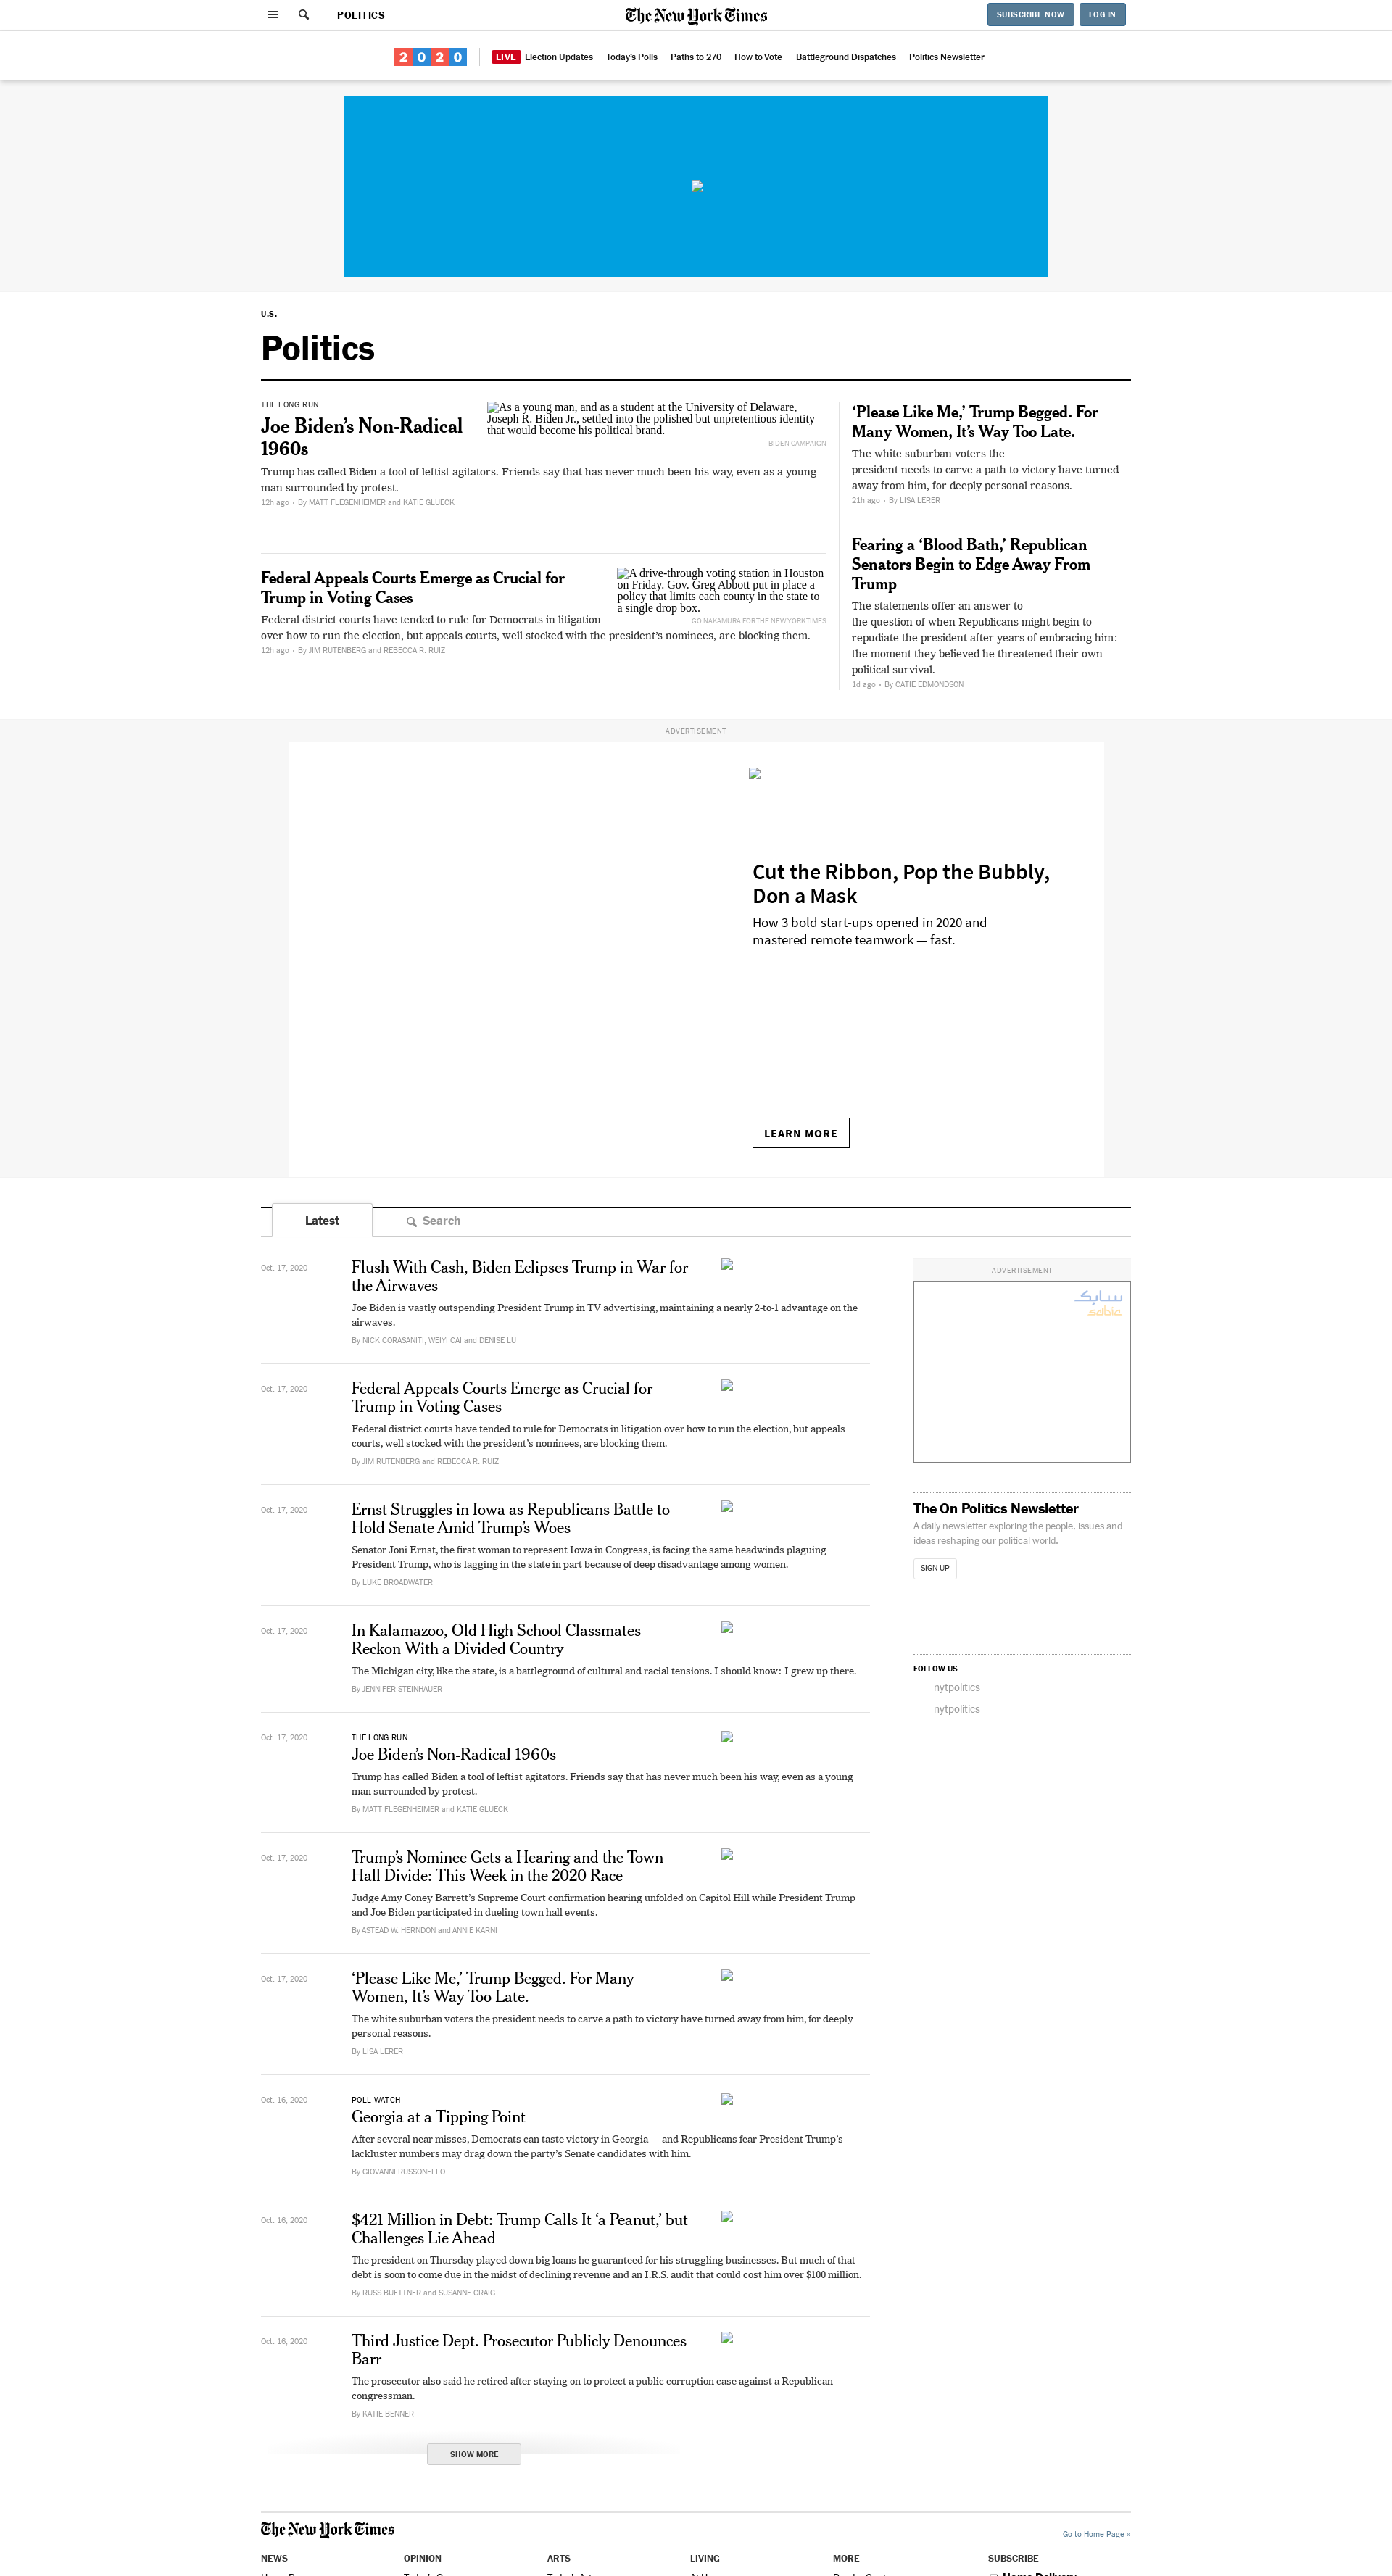 POLITICS
The New York Times
SUBSCRIBE NOW
LOG IN
2020
LIVE Election Updates
Today's Polls
Paths to 270
How to Vote
Battleground Dispatches
Politics Newsletter
U.S.
Politics
THE LONG RUN
Joe Biden's Non-Radical
1960s
As a young man, and as a student at the University of Delaware,
Joseph R. Biden Jr., settled into the polished but unpretentious identity
that would become his political brand.
BIDEN CAMPAIGN
Trump has called Biden a tool of leftist agitators. Friends say that has never much been his way, even as a young
man surrounded by protest.
12h ago • By MATT FLEGENHEIMER and KATIE GLUECK
Federal Appeals Courts Emerge as Crucial for
Trump in Voting Cases
A drive-through voting station in Houston
on Friday. Gov. Greg Abbott put in place a
policy that limits each county in the state to
a single drop box.
GO NAKAMURA FOR THE NEW YORK TIMES
Federal district courts have tended to rule for Democrats in litigation
over how to run the election, but appeals courts, well stocked with the president's nominees, are blocking them.
12h ago • By JIM RUTENBERG and REBECCA R. RUIZ
‘Please Like Me,’ Trump Begged. For
Many Women, It’s Way Too Late.
The white suburban voters the
president needs to carve a path to victory have turned
away from him, for deeply personal reasons.
21h ago • By LISA LERER
Fearing a ‘Blood Bath,’ Republican
Senators Begin to Edge Away From
Trump
The statements offer an answer to
the question of when Republicans might begin to
repudiate the president after years of embracing him:
the moment they believed he threatened their own
political survival.
1d ago • By CATIE EDMONDSON
ADVERTISEMENT
Cut the Ribbon, Pop the Bubbly,
Don a Mask
How 3 bold start-ups opened in 2020 and
mastered remote teamwork — fast.
LEARN MORE
Latest
Search
Oct. 17, 2020
Flush With Cash, Biden Eclipses Trump in War for
the Airwaves
Joe Biden is vastly outspending President Trump in TV advertising, maintaining a nearly 2-to-1 advantage on the
airwaves.
By NICK CORASANITI, WEIYI CAI and DENISE LU
Oct. 17, 2020
Federal Appeals Courts Emerge as Crucial for
Trump in Voting Cases
Federal district courts have tended to rule for Democrats in litigation over how to run the election, but appeals
courts, well stocked with the president’s nominees, are blocking them.
By JIM RUTENBERG and REBECCA R. RUIZ
Oct. 17, 2020
Ernst Struggles in Iowa as Republicans Battle to
Hold Senate Amid Trump’s Woes
Senator Joni Ernst, the first woman to represent Iowa in Congress, is facing the same headwinds plaguing
President Trump, who is lagging in the state in part because of deep disadvantage among women.
By LUKE BROADWATER
Oct. 17, 2020
In Kalamazoo, Old High School Classmates
Reckon With a Divided Country
The Michigan city, like the state, is a battleground of cultural and racial tensions. I should know: I grew up there.
By JENNIFER STEINHAUER
Oct. 17, 2020
THE LONG RUN
Joe Biden’s Non-Radical 1960s
Trump has called Biden a tool of leftist agitators. Friends say that has never much been his way, even as a young
man surrounded by protest.
By MATT FLEGENHEIMER and KATIE GLUECK
Oct. 17, 2020
Trump’s Nominee Gets a Hearing and the Town
Hall Divide: This Week in the 2020 Race
Judge Amy Coney Barrett’s Supreme Court confirmation hearing unfolded on Capitol Hill while President Trump
and Joe Biden participated in dueling town hall events.
By ASTEAD W. HERNDON and ANNIE KARNI
Oct. 17, 2020
‘Please Like Me,’ Trump Begged. For Many
Women, It’s Way Too Late.
The white suburban voters the president needs to carve a path to victory have turned away from him, for deeply
personal reasons.
By LISA LERER
Oct. 16, 2020
POLL WATCH
Georgia at a Tipping Point
After several near misses, Democrats can taste victory in Georgia — and Republicans fear President Trump’s
lackluster numbers may drag down the party’s Senate candidates with him.
By GIOVANNI RUSSONELLO
Oct. 16, 2020
$421 Million in Debt: Trump Calls It ‘a Peanut,’ but
Challenges Lie Ahead
The president on Thursday played down big loans he guaranteed for his struggling businesses. But much of that
debt is soon to come due in the midst of declining revenue and an I.R.S. audit that could cost him over $100 million.
By RUSS BUETTNER and SUSANNE CRAIG
Oct. 16, 2020
Third Justice Dept. Prosecutor Publicly Denounces
Barr
The prosecutor also said he retired after staying on to protect a public corruption case against a Republican
congressman.
By KATIE BENNER
SHOW MORE
ADVERTISEMENT
سابك
sabic
The On Politics Newsletter
A daily newsletter exploring the people, issues and
ideas reshaping our political world.
SIGN UP
FOLLOW US
nytpolitics
nytpolitics
The New York Times
Go to Home Page »
NEWS
OPINION
ARTS
LIVING
MORE
SUBSCRIBE